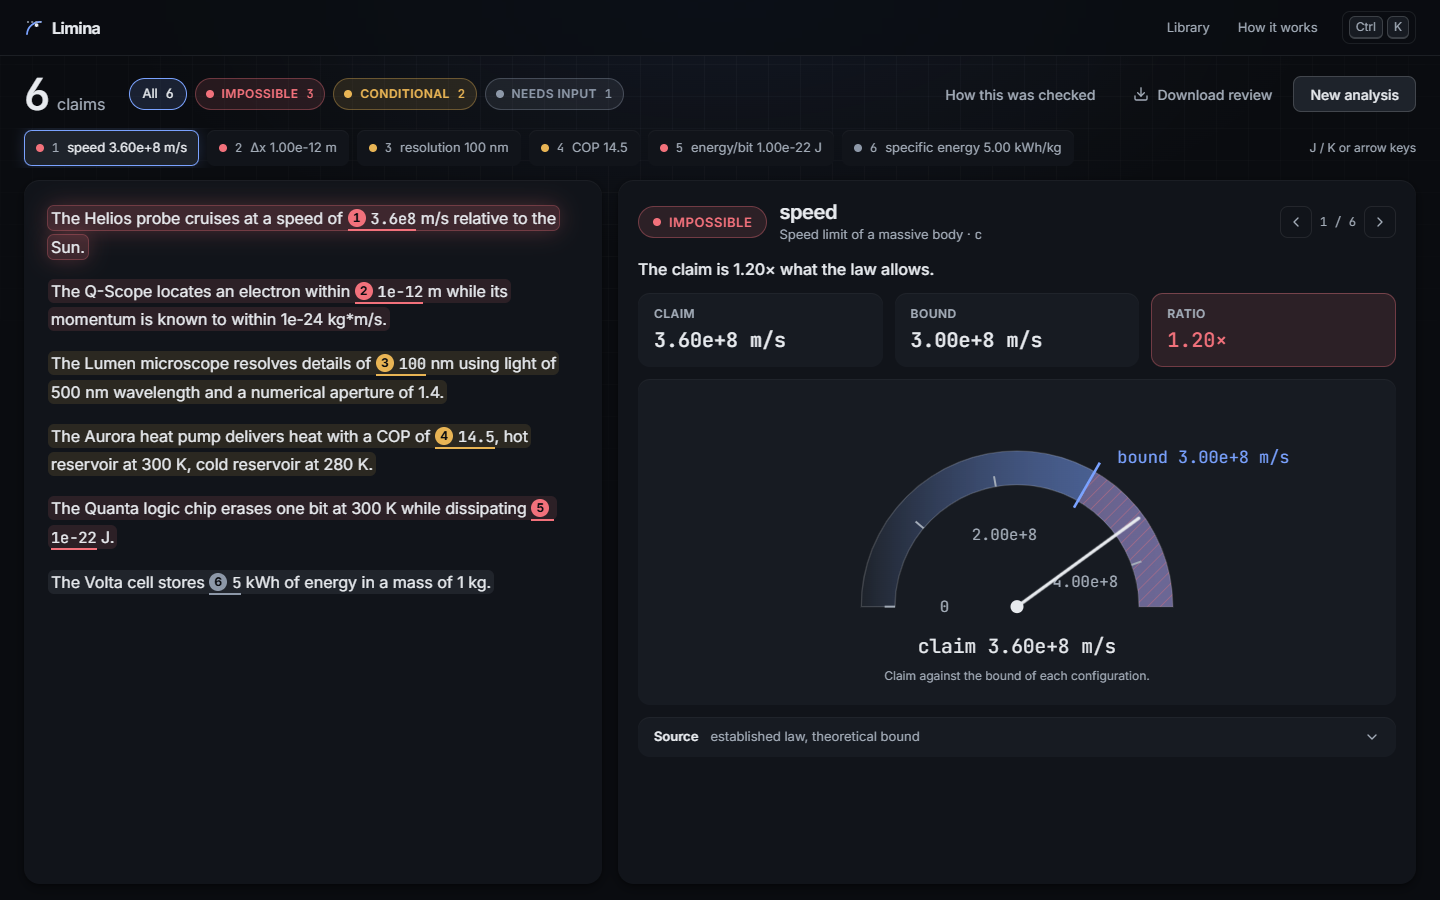 Limina
Library
How it works
Ctrl K
6 claims
All 6
IMPOSSIBLE 3
CONDITIONAL 2
NEEDS INPUT 1
How this was checked
Download review
New analysis
1 speed 3.60e+8 m/s
2 Δx 1.00e-12 m
3 resolution 100 nm
4 COP 14.5
5 energy/bit 1.00e-22 J
6 specific energy 5.00 kWh/kg
J / K or arrow keys
The Helios probe cruises at a speed of 1 3.6e8 m/s relative to the
Sun.
The Q-Scope locates an electron within 2 1e-12 m while its
momentum is known to within 1e-24 kg*m/s.
The Lumen microscope resolves details of 3 100 nm using light of
500 nm wavelength and a numerical aperture of 1.4.
The Aurora heat pump delivers heat with a COP of 4 14.5, hot
reservoir at 300 K, cold reservoir at 280 K.
The Quanta logic chip erases one bit at 300 K while dissipating 5
1e-22 J.
The Volta cell stores 6 5 kWh of energy in a mass of 1 kg.
IMPOSSIBLE
speed
Speed limit of a massive body · c
1 / 6
The claim is 1.20× what the law allows.
CLAIM
3.60e+8 m/s
BOUND
3.00e+8 m/s
RATIO
1.20×
bound 3.00e+8 m/s
2.00e+8
4.00e+8
0
claim 3.60e+8 m/s
Claim against the bound of each configuration.
Source established law, theoretical bound